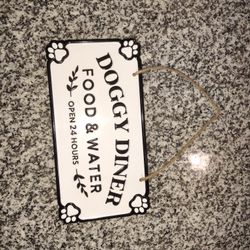 DOGGY DINER
FOOD & WATER
OPEN 24 HOURS